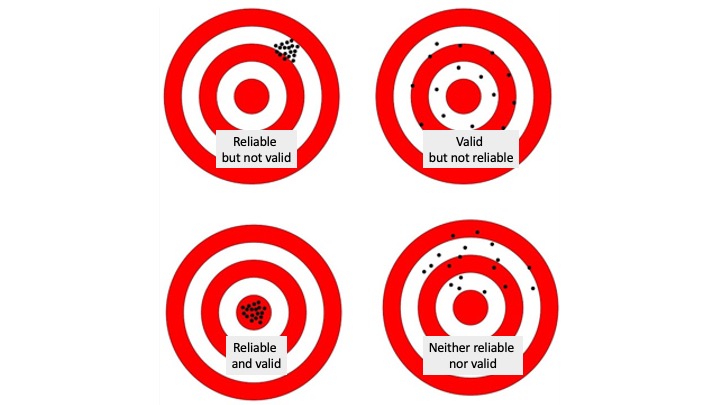 Reliable
but not valid
Valid
but not reliable
Reliable
and valid
Neither reliable
nor valid